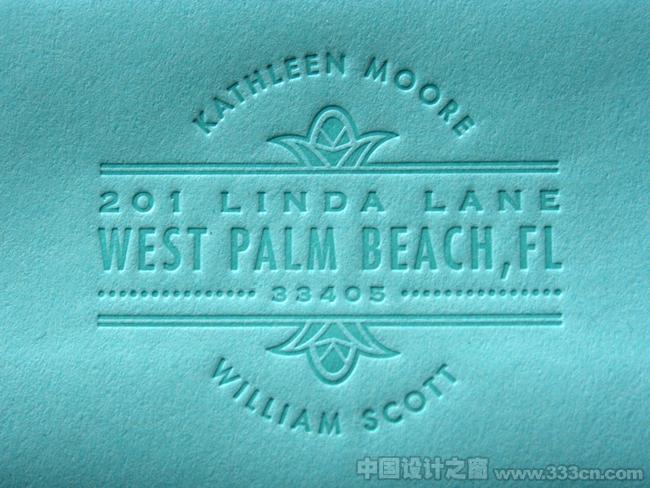 KATHLEEN MOORE
201 LINDA LANE
WEST PALM BEACH, FL
33405
WILLIAM SCOTT
中国设计之窗 www.333cn.com